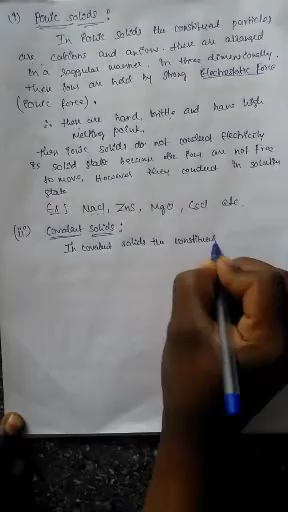 (i) Ionic solids :
In Ionic solids the constituent particles
are cations and anions. these are arranged
in a regular manner. in three dimensionally.
these ions are held by strong Electrostatic force
(Ionic force).
∴ they are hard, brittle and have high
melting point.
→ then ionic solids do not conduct electricity
in solid state because the ions are not free
to move, However they conduct in solution
state
Ex] Nacl, Zns, MgO, Cscl etc.
(ii) Covalent solids :
In covalent solids the constituent